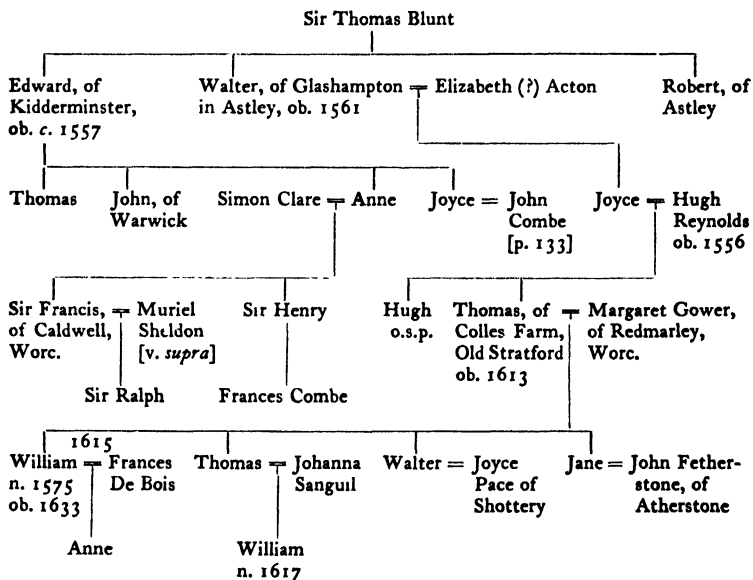 Sir Thomas Blunt
Edward, of
Kidderminster,
ob. c. 1557
Walter, of Glashampton
in Astley, ob. 1561
Elizabeth (?) Acton
Robert, of
Astley
Thomas
John, of
Warwick
Simon Clare
Anne
Joyce = John
Combe
[p. 133]
Joyce
Hugh
Reynolds
ob. 1556
Sir Francis,
of Caldwell,
Worc.
Muriel
Sheldon
[v. supra]
Sir Henry
Hugh
o.s.p.
Thomas, of
Colles Farm,
Old Stratford
ob. 1613
Margaret Gower,
of Redmarley,
Worc.
Sir Ralph
Frances Combe
1615
William
n. 1575
ob. 1633
Frances
De Bois
Thomas
Johanna
Sanguil
Walter = Joyce
Pace of
Shottery
Jane = John Fether-
stone, of
Atherstone
Anne
William
n. 1617